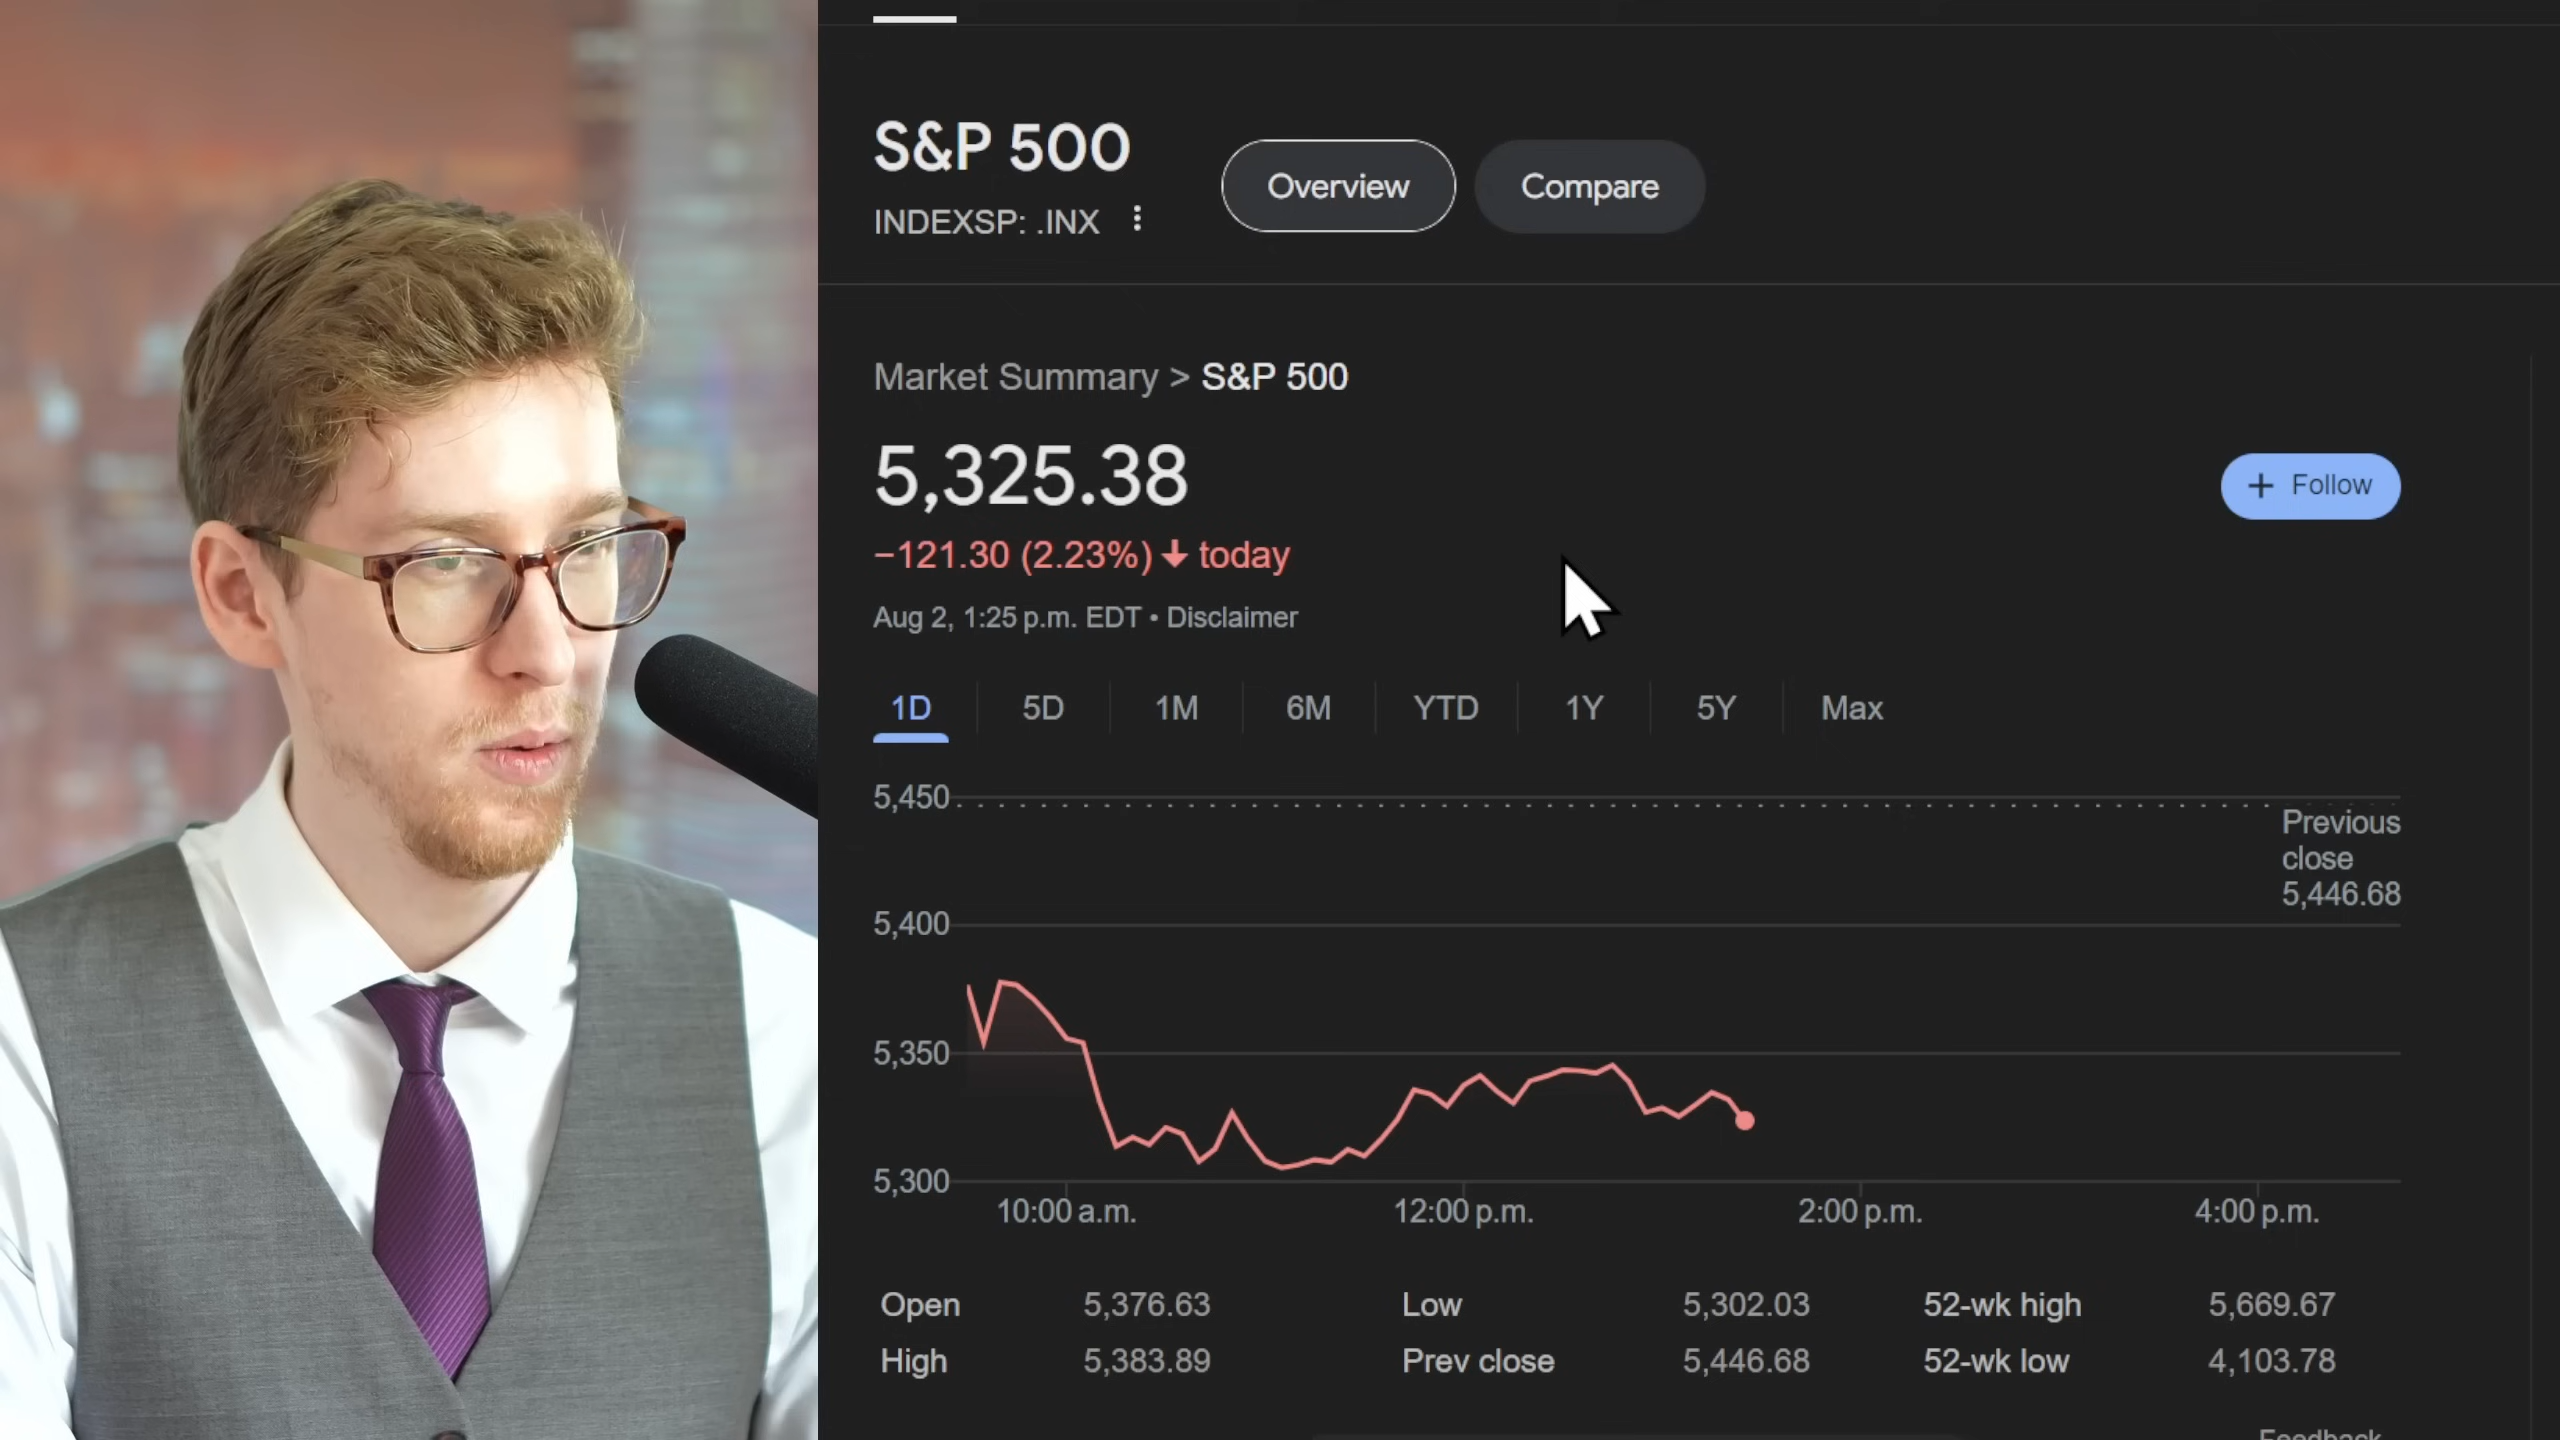 S&P 500
INDEXSP: .INX
Overview
Compare
Market Summary > S&P 500
5,325.38
−121.30 (2.23%) ↓ today
+ Follow
Aug 2, 1:25 p.m. EDT • Disclaimer
1D 5D 1M 6M YTD 1Y 5Y Max
5,450
Previous
close
5,446.68
5,400
5,350
5,300
10:00 a.m. 12:00 p.m. 2:00 p.m. 4:00 p.m.
Open 5,376.63 Low 5,302.03 52-wk high 5,669.67
High 5,383.89 Prev close 5,446.68 52-wk low 4,103.78
Feedback